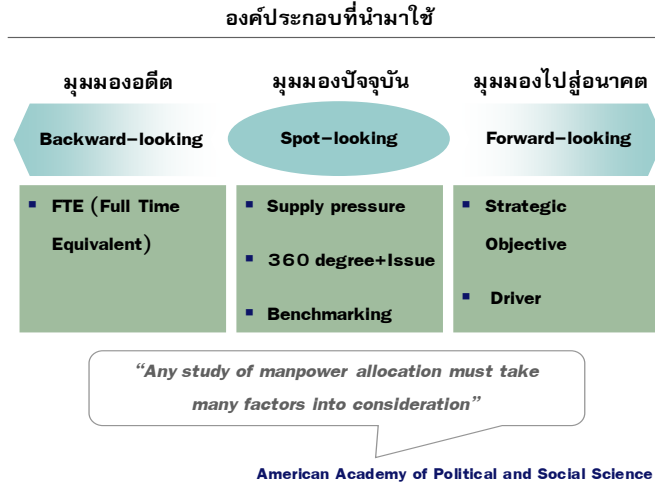 องค์ประกอบที่นำมาใช้
มุมมองอดีต
มุมมองปัจจุบัน
มุมมองไปสู่อนาคต
Backward-looking
Spot-looking
Forward-looking
▪ FTE (Full Time
Equivalent)
▪ Supply pressure
▪ 360 degree+Issue
▪ Benchmarking
▪ Strategic
Objective
▪ Driver
“Any study of manpower allocation must take
many factors into consideration”
American Academy of Political and Social Science